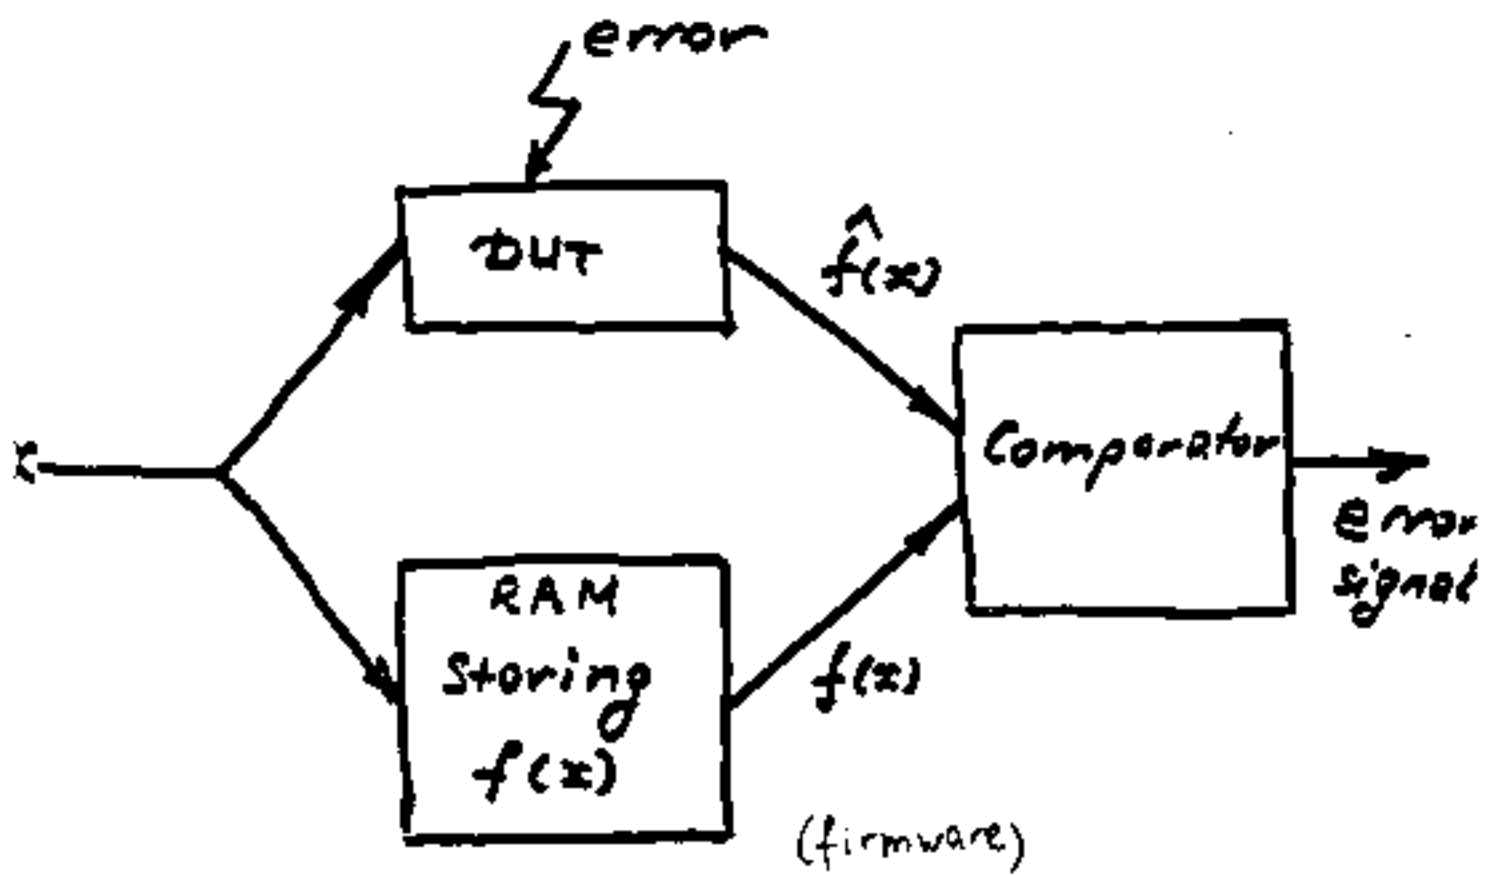 error
DUT
f̂(x)
x
Comparator
error
signal
RAM
Storing
f(x)
f(x)
(firmware)